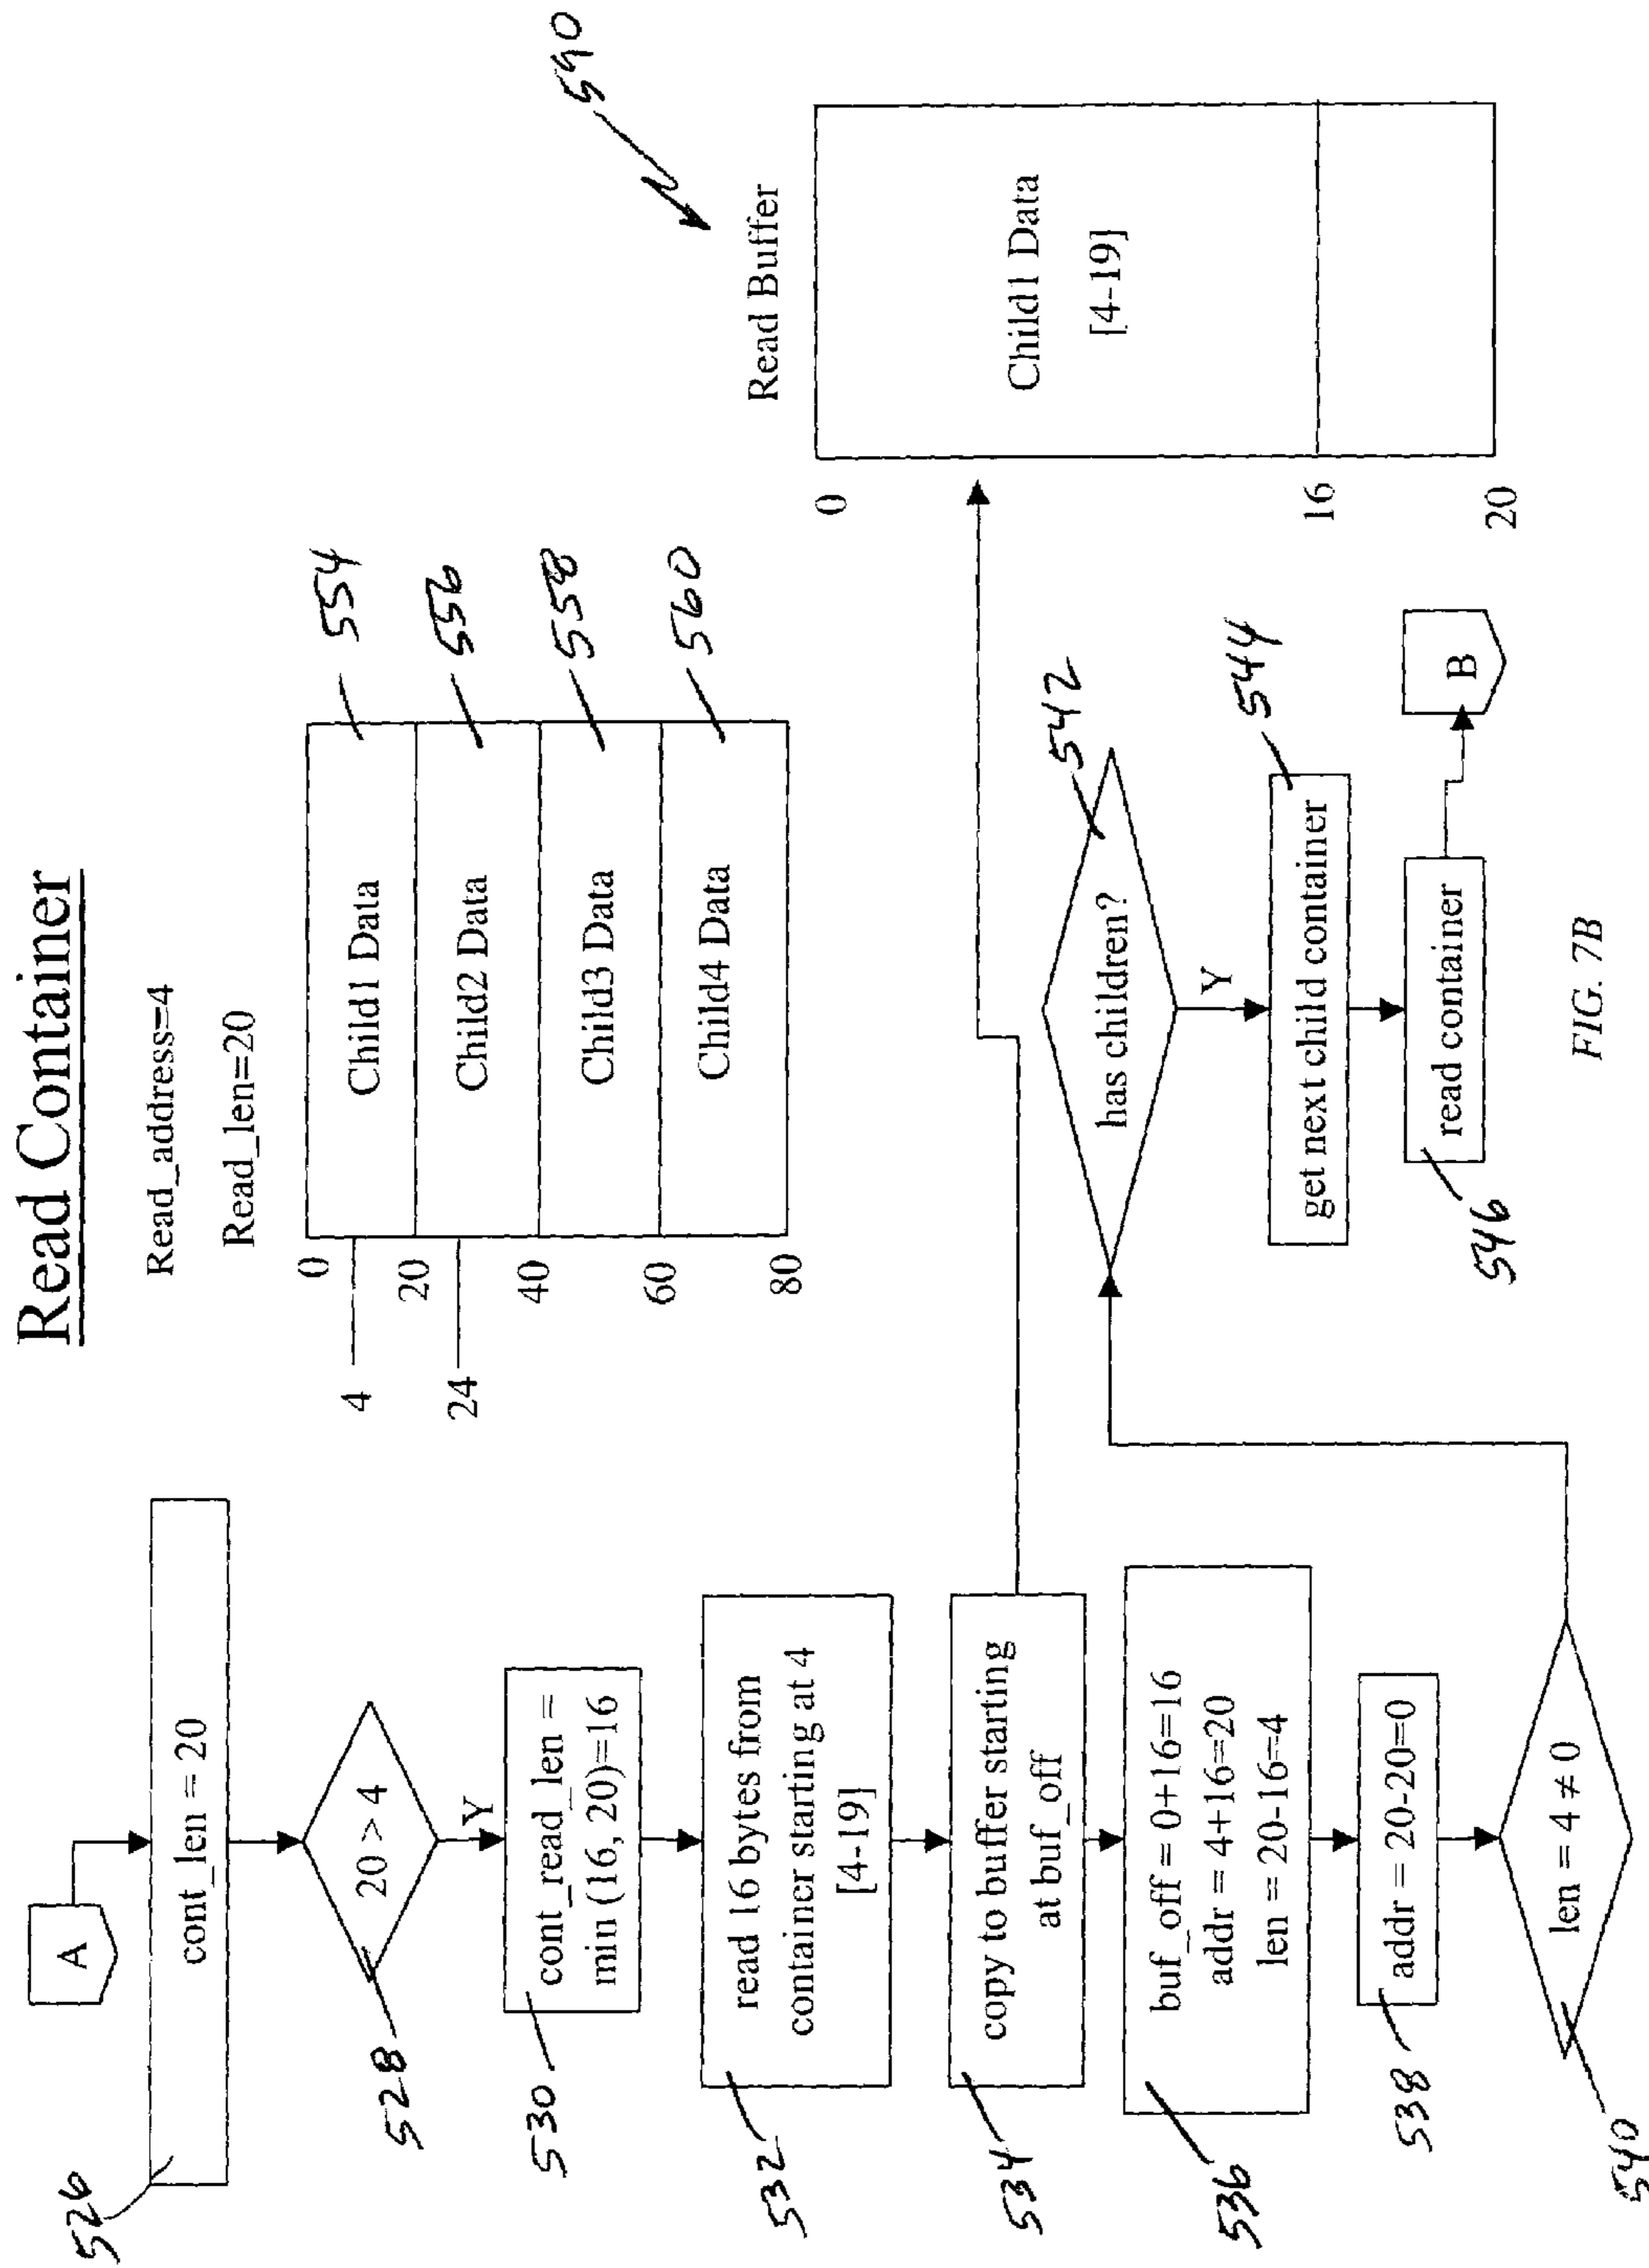 Read Container
Read_address=4
Read_len=20
A
526
cont_len = 20
528
20 > 4
Y
530
cont_read_len =
min (16, 20)=16
532
read 16 bytes from
container starting at 4
[4-19]
534
copy to buffer starting
at buf_off
536
buf_off = 0+16=16
addr = 4+16=20
len = 20-16=4
538
addr = 20-20=0
540
len = 4 ≠ 0
0
4
20
24
40
60
80
Child1 Data
Child2 Data
Child3 Data
Child4 Data
554
556
558
560
542
has children?
Y
544
get next child container
546
read container
B
590
Read Buffer
0
Child1 Data
[4-19]
16
20
FIG. 7B